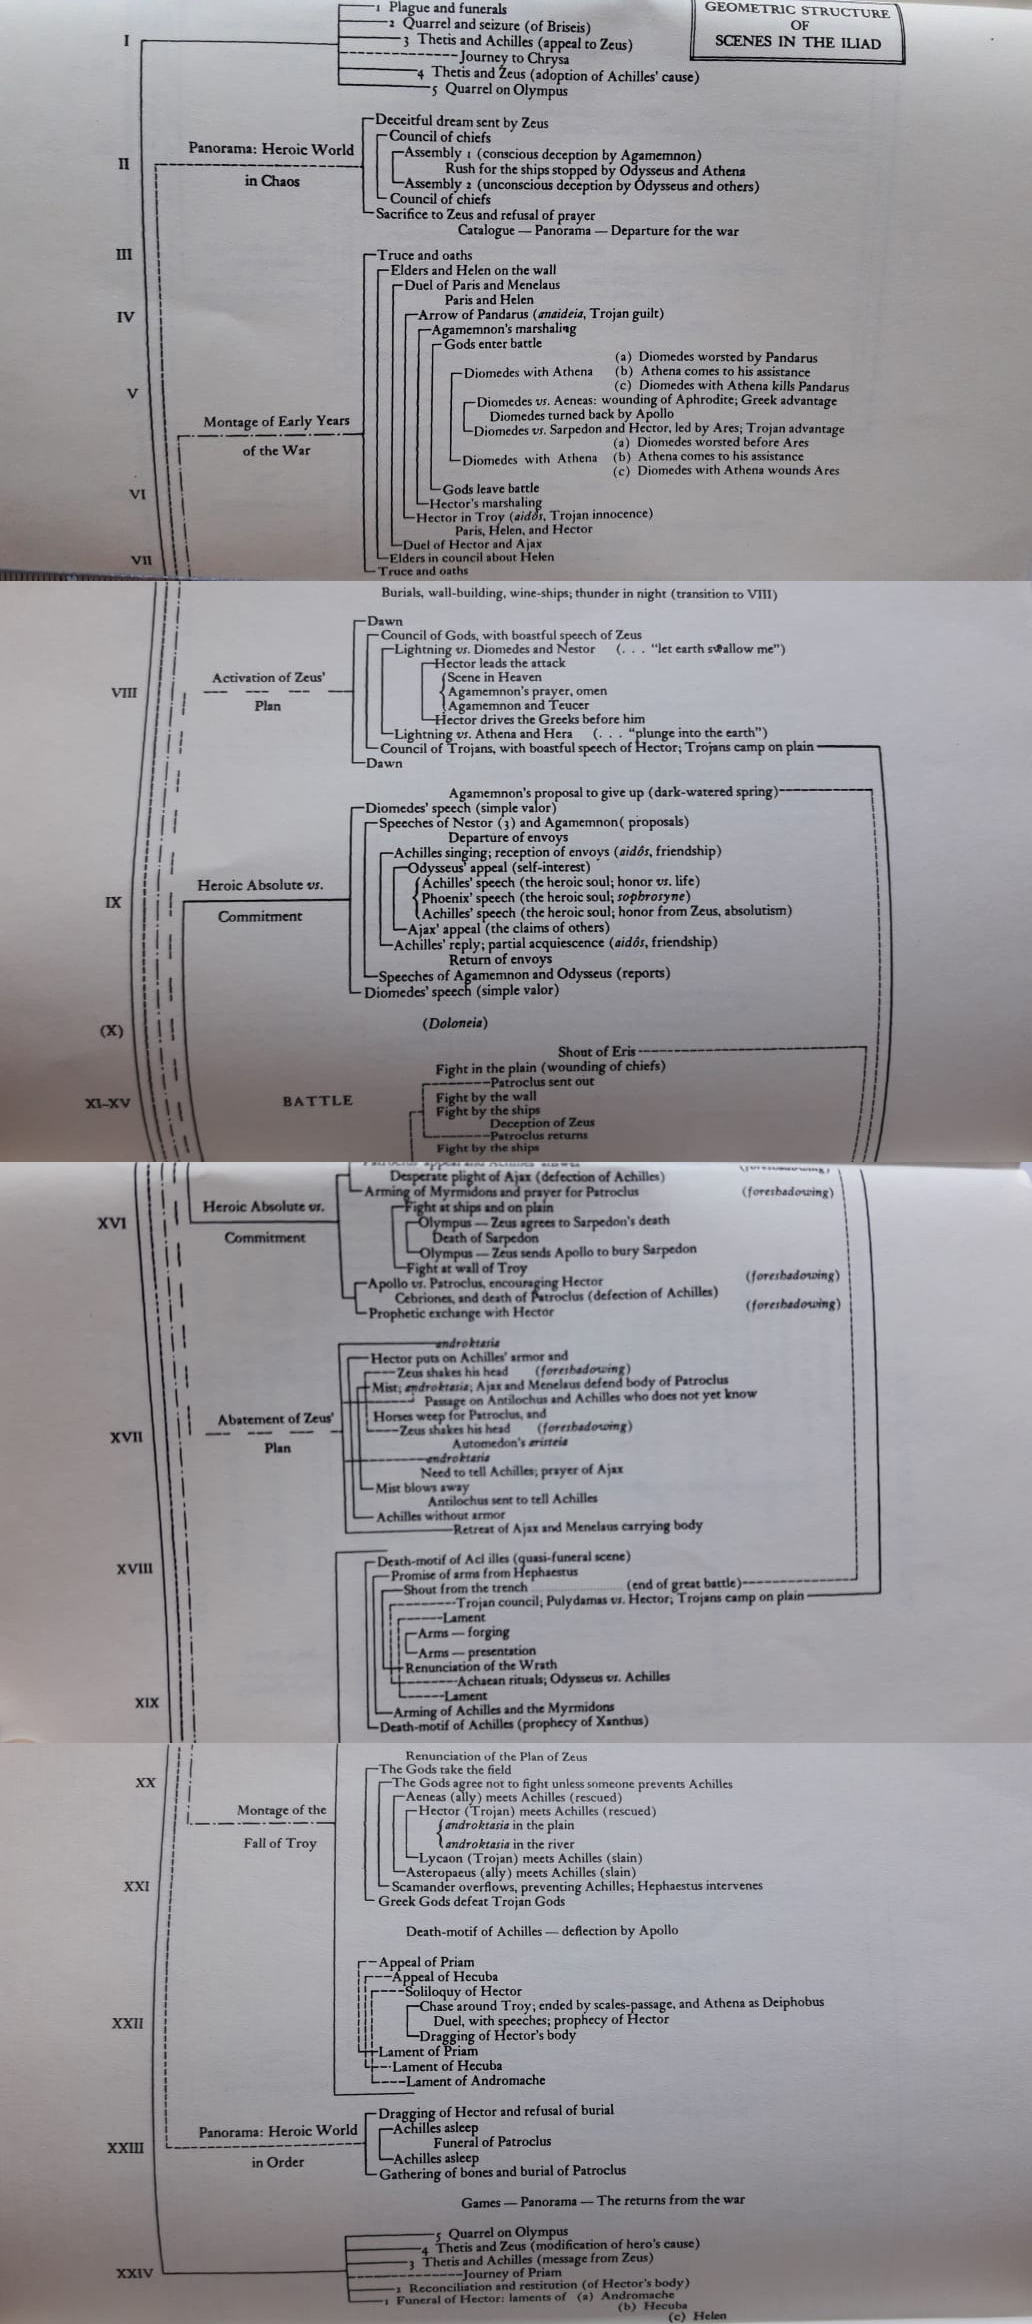 GEOMETRIC STRUCTURE
OF
SCENES IN THE ILIAD
I
1 Plague and funerals
2 Quarrel and seizure (of Briseis)
3 Thetis and Achilles (appeal to Zeus)
Journey to Chrysa
4 Thetis and Zeus (adoption of Achilles' cause)
5 Quarrel on Olympus
II
Panorama: Heroic World
in Chaos
Deceitful dream sent by Zeus
Council of chiefs
Assembly 1 (conscious deception by Agamemnon)
Rush for the ships stopped by Odysseus and Athena
Assembly 2 (unconscious deception by Odysseus and others)
Council of chiefs
Sacrifice to Zeus and refusal of prayer
Catalogue — Panorama — Departure for the war
III
Truce and oaths
Elders and Helen on the wall
Duel of Paris and Menelaus
Paris and Helen
IV
Arrow of Pandarus (anaideia, Trojan guilt)
Agamemnon's marshaling
Gods enter battle
(a) Diomedes worsted by Pandarus
Diomedes with Athena (b) Athena comes to his assistance
(c) Diomedes with Athena kills Pandarus
V
Diomedes vs. Aeneas: wounding of Aphrodite; Greek advantage
Diomedes turned back by Apollo
Montage of Early Years
of the War
Diomedes vs. Sarpedon and Hector, led by Ares; Trojan advantage
(a) Diomedes worsted before Ares
Diomedes with Athena (b) Athena comes to his assistance
(c) Diomedes with Athena wounds Ares
VI
Gods leave battle
Hector's marshaling
Hector in Troy (aidôs, Trojan innocence)
Paris, Helen, and Hector
Duel of Hector and Ajax
VII
Elders in council about Helen
Truce and oaths
Burials, wall-building, wine-ships; thunder in night (transition to VIII)
Dawn
Council of Gods, with boastful speech of Zeus
Lightning vs. Diomedes and Nestor (. . . "let earth swallow me")
Hector leads the attack
VIII
Activation of Zeus'
Plan
Scene in Heaven
Agamemnon's prayer, omen
Agamemnon and Teucer
Hector drives the Greeks before him
Lightning vs. Athena and Hera (. . . "plunge into the earth")
Council of Trojans, with boastful speech of Hector; Trojans camp on plain
Dawn
Agamemnon's proposal to give up (dark-watered spring)
Diomedes' speech (simple valor)
Speeches of Nestor (3) and Agamemnon( proposals)
Departure of envoys
Achilles singing; reception of envoys (aidôs, friendship)
Odysseus' appeal (self-interest)
IX
Heroic Absolute vs.
Commitment
Achilles' speech (the heroic soul; honor vs. life)
Phoenix' speech (the heroic soul; sophrosyne)
Achilles' speech (the heroic soul; honor from Zeus, absolutism)
Ajax' appeal (the claims of others)
Achilles' reply; partial acquiescence (aidôs, friendship)
Return of envoys
Speeches of Agamemnon and Odysseus (reports)
Diomedes' speech (simple valor)
(X)
(Doloneia)
Shout of Eris
Fight in the plain (wounding of chiefs)
Patroclus sent out
XI–XV
BATTLE
Fight by the wall
Fight by the ships
Deception of Zeus
Patroclus returns
Fight by the ships
Desperate plight of Ajax (defection of Achilles)
Arming of Myrmidons and prayer for Patroclus (foreshadowing)
XVI
Heroic Absolute vs.
Commitment
Fight at ships and on plain
Olympus — Zeus agrees to Sarpedon's death
Death of Sarpedon
Olympus — Zeus sends Apollo to bury Sarpedon
Fight at wall of Troy
Apollo vs. Patroclus, encouraging Hector (foreshadowing)
Cebriones, and death of Patroclus (defection of Achilles)
Prophetic exchange with Hector (foreshadowing)
androktasia
Hector puts on Achilles' armor and
Zeus shakes his head (foreshadowing)
Mist; androktasia; Ajax and Menelaus defend body of Patroclus
Passage on Antilochus and Achilles who does not yet know
XVII
Abatement of Zeus'
Plan
Horses weep for Patroclus, and
Zeus shakes his head (foreshadowing)
Automedon's aristeia
androktasia
Need to tell Achilles; prayer of Ajax
Mist blows away
Antilochus sent to tell Achilles
Achilles without armor
Retreat of Ajax and Menelaus carrying body
XVIII
Death-motif of Acl illes (quasi-funeral scene)
Promise of arms from Hephaestus
Shout from the trench (end of great battle)
Trojan council; Pulydamas vs. Hector; Trojans camp on plain
Lament
Arms — forging
Arms — presentation
Renunciation of the Wrath
Achaean rituals; Odysseus vs. Achilles
Lament
XIX
Arming of Achilles and the Myrmidons
Death-motif of Achilles (prophecy of Xanthus)
Renunciation of the Plan of Zeus
The Gods take the field
XX
The Gods agree not to fight unless someone prevents Achilles
Aeneas (ally) meets Achilles (rescued)
Hector (Trojan) meets Achilles (rescued)
Montage of the
Fall of Troy
androktasia in the plain
androktasia in the river
Lycaon (Trojan) meets Achilles (slain)
Asteropaeus (ally) meets Achilles (slain)
XXI
Scamander overflows, preventing Achilles; Hephaestus intervenes
Greek Gods defeat Trojan Gods
Death-motif of Achilles — deflection by Apollo
Appeal of Priam
Appeal of Hecuba
Soliloquy of Hector
Chase around Troy; ended by scales-passage, and Athena as Deiphobus
XXII
Duel, with speeches; prophecy of Hector
Dragging of Hector's body
Lament of Priam
Lament of Hecuba
Lament of Andromache
Dragging of Hector and refusal of burial
XXIII
Panorama: Heroic World
in Order
Achilles asleep
Funeral of Patroclus
Achilles asleep
Gathering of bones and burial of Patroclus
Games — Panorama — The returns from the war
5 Quarrel on Olympus
4 Thetis and Zeus (modification of hero's cause)
3 Thetis and Achilles (message from Zeus)
XXIV
Journey of Priam
2 Reconciliation and restitution (of Hector's body)
1 Funeral of Hector: laments of (a) Andromache
(b) Hecuba
(c) Helen